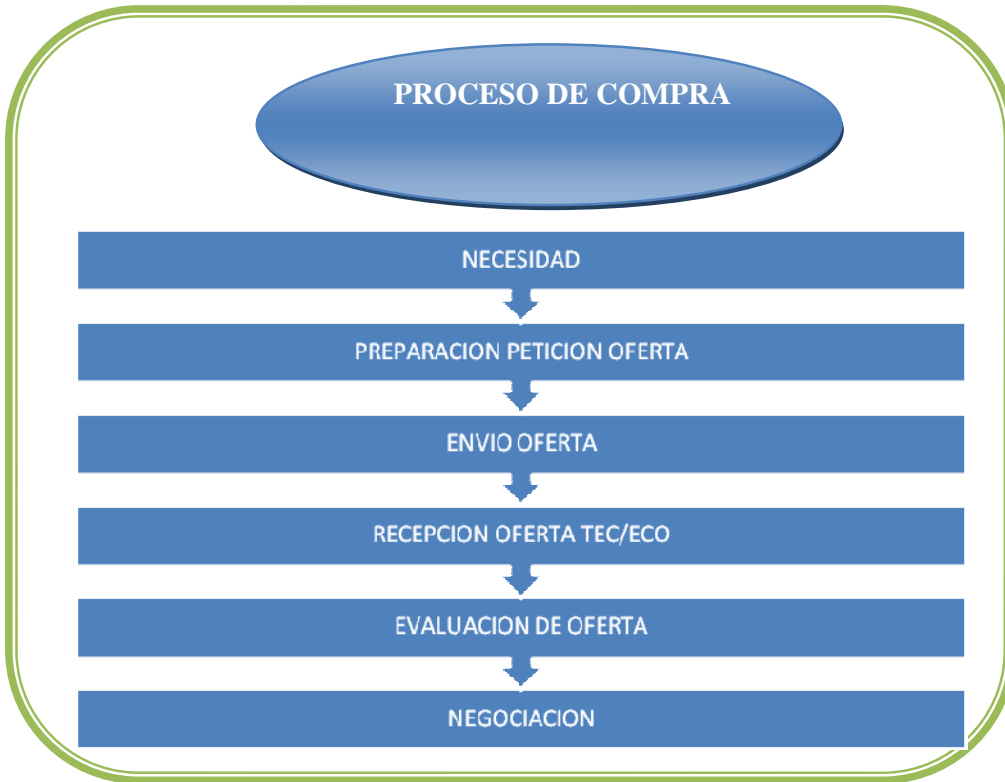 PROCESO DE COMPRA
NECESIDAD
PREPARACION PETICION OFERTA
ENVIO OFERTA
RECEPCION OFERTA TEC/ECO
EVALUACION DE OFERTA
NEGOCIACION